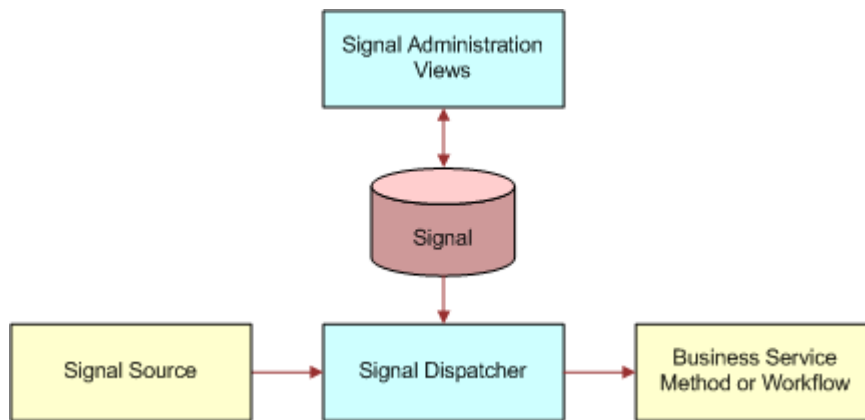 Signal Administration
Views
Signal
Signal Source
Signal Dispatcher
Business Service
Method or Workflow